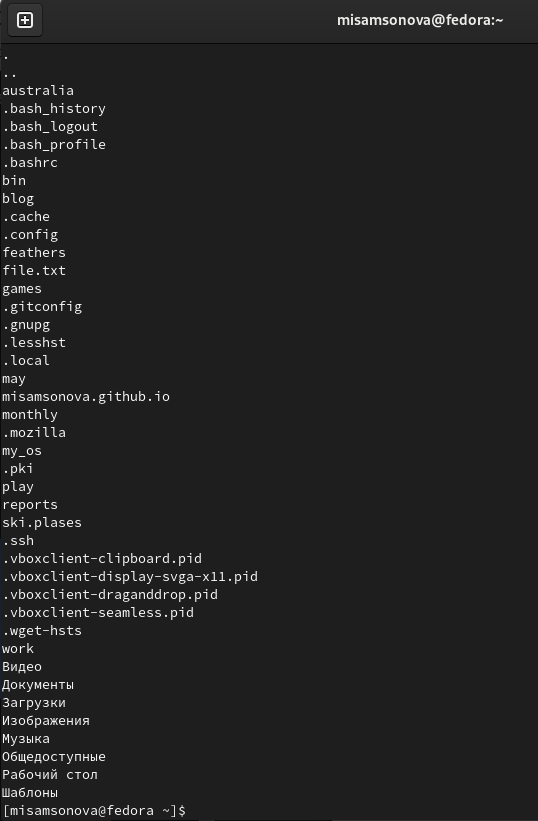 misamsonova@fedora:~
.
..
australia
.bash_history
.bash_logout
.bash_profile
.bashrc
bin
blog
.cache
.config
feathers
file.txt
games
.gitconfig
.gnupg
.lesshst
.local
may
misamsonova.github.io
monthly
.mozilla
my_os
.pki
play
reports
ski.plases
.ssh
.vboxclient-clipboard.pid
.vboxclient-display-svga-x11.pid
.vboxclient-draganddrop.pid
.vboxclient-seamless.pid
.wget-hsts
work
Видео
Документы
Загрузки
Изображения
Музыка
Общедоступные
Рабочий стол
Шаблоны
[misamsonova@fedora ~]$